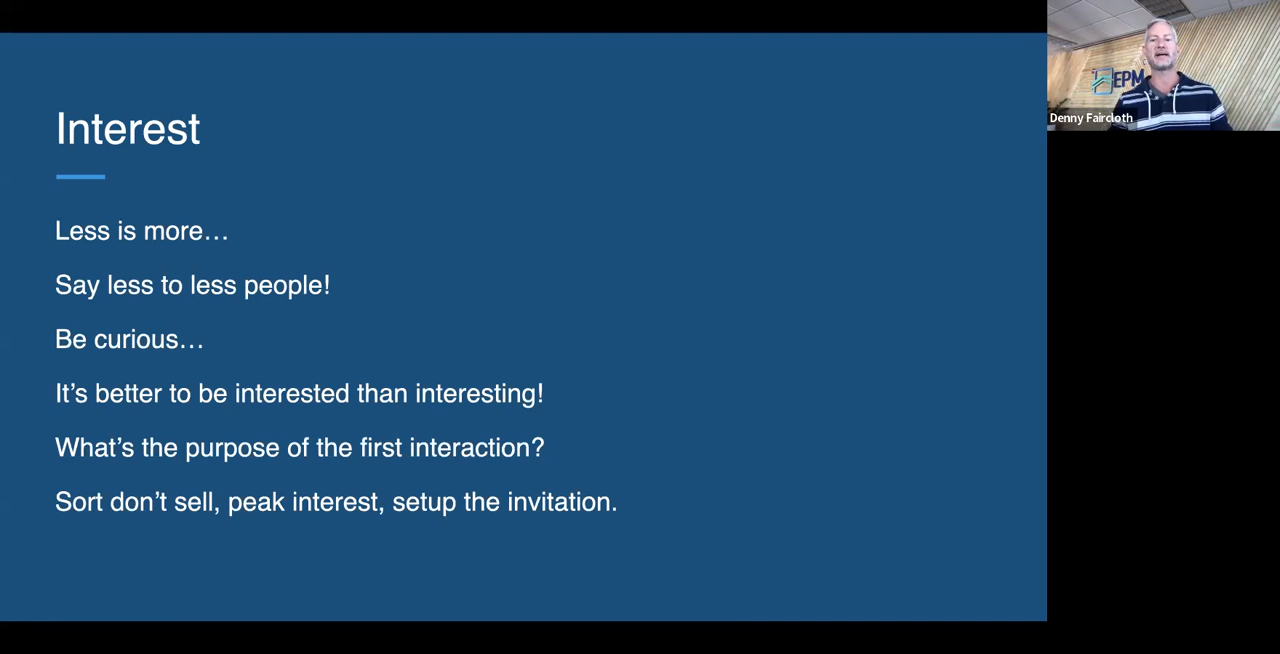 Interest
Less is more…
Say less to less people!
Be curious…
It’s better to be interested than interesting!
What’s the purpose of the first interaction?
Sort don’t sell, peak interest, setup the invitation.
EPM
Denny Faircloth